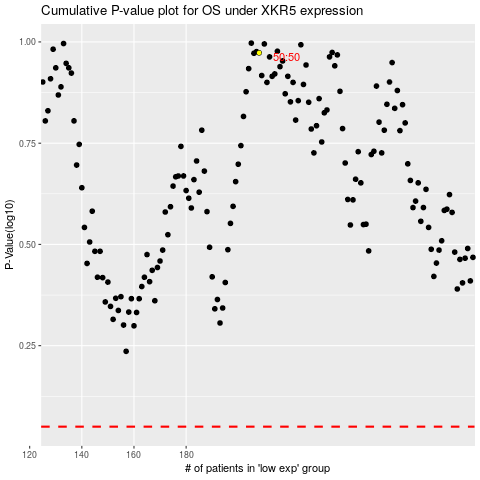 Cumulative P-value plot for OS under XKR5 expression
P-Value(log10)
1.00
0.75
0.50
0.25
50:50
120 140 160 180
# of patients in 'low exp' group